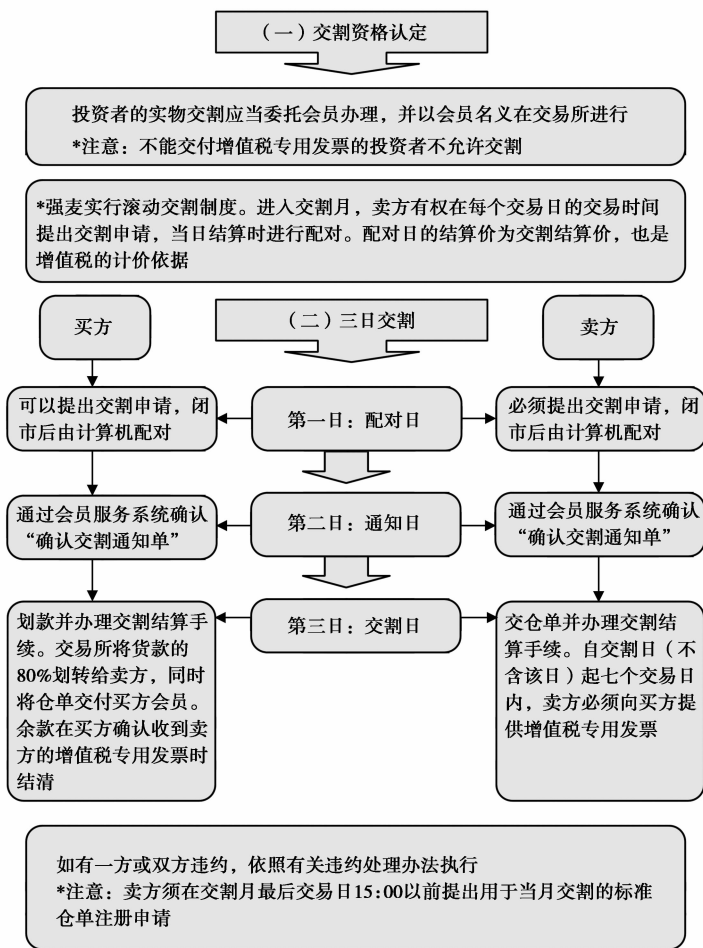 （一）交割资格认定
投资者的实物交割应当委托会员办理，并以会员名义在交易所进行
*注意：不能交付增值税专用发票的投资者不允许交割
*强麦实行滚动交割制度。进入交割月，卖方有权在每个交易日的交易时间
提出交割申请，当日结算时进行配对。配对日的结算价为交割结算价，也是
增值税的计价依据
买方
（二）三日交割
卖方
可以提出交割申请，闭
市后由计算机配对
第一日：配对日
必须提出交割申请，闭
市后由计算机配对
通过会员服务系统确认
“确认交割通知单”
第二日：通知日
通过会员服务系统确认
“确认交割通知单”
划款并办理交割结算手
续。交易所将货款的
80%划转给卖方，同时
将仓单交付买方会员。
余款在买方确认收到卖
方的增值税专用发票时
结清
第三日：交割日
交仓单并办理交割结
算手续。自交割日（不
含该日）起七个交易日
内，卖方必须向买方提
供增值税专用发票
如有一方或双方违约，依照有关违约处理办法执行
*注意：卖方须在交割月最后交易日15:00以前提出用于当月交割的标准
仓单注册申请